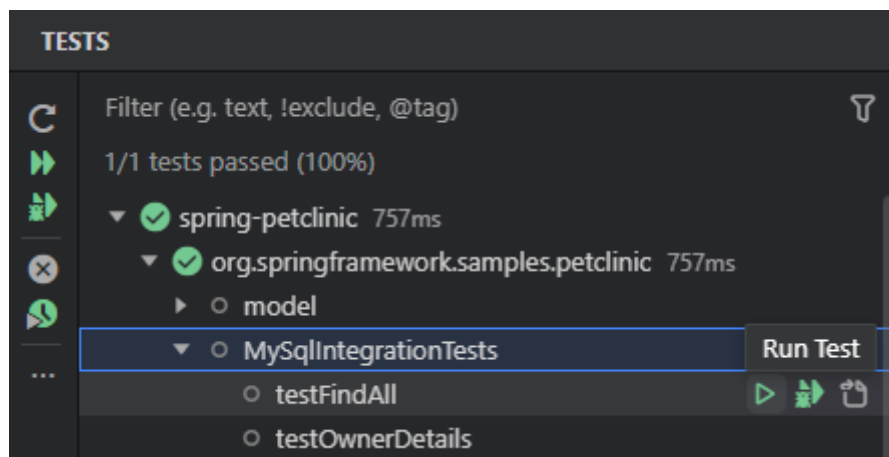 TESTS
Filter (e.g. text, !exclude, @tag)
1/1 tests passed (100%)
spring-petclinic 757ms
org.springframework.samples.petclinic 757ms
model
MySqlIntegrationTests
Run Test
testFindAll
testOwnerDetails